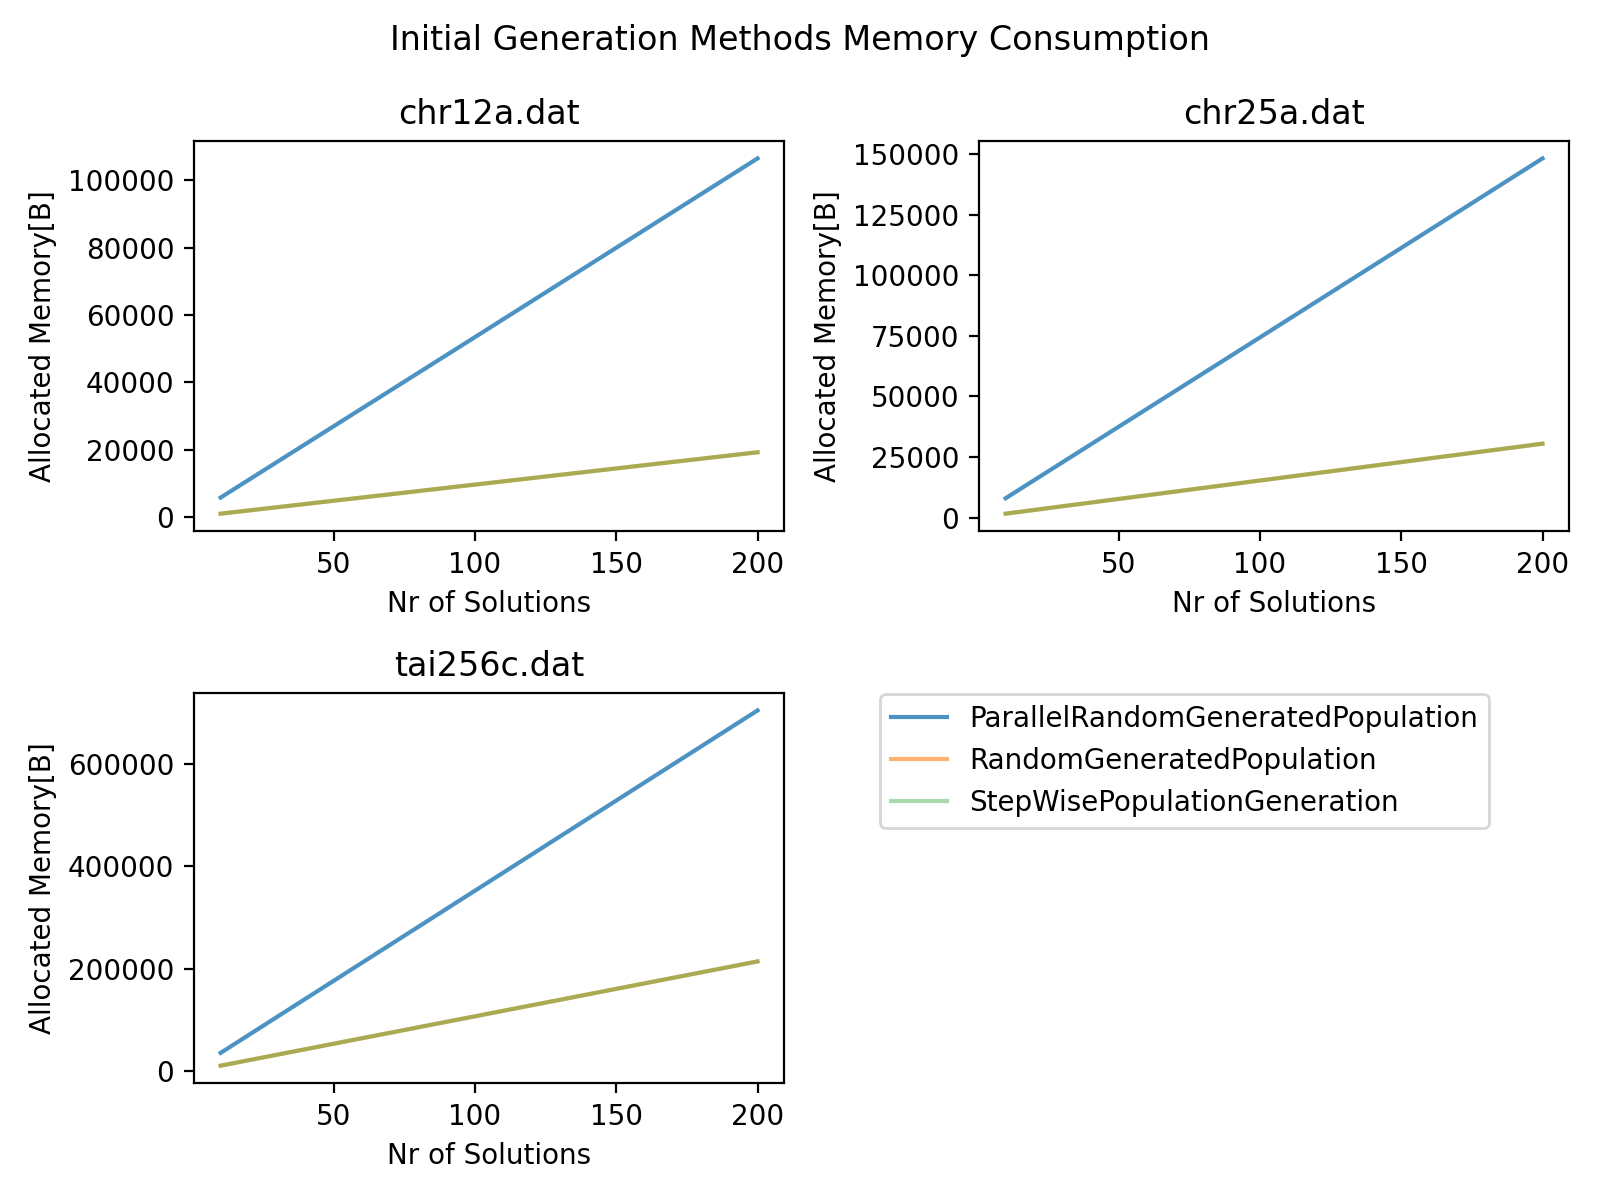 Initial Generation Methods Memory Consumption
chr12a.dat
Allocated Memory[B]
100000
80000
60000
40000
20000
0
50 100 150 200
Nr of Solutions
chr25a.dat
Allocated Memory[B]
150000
125000
100000
75000
50000
25000
0
50 100 150 200
Nr of Solutions
tai256c.dat
Allocated Memory[B]
600000
400000
200000
0
50 100 150 200
Nr of Solutions
ParallelRandomGeneratedPopulation
RandomGeneratedPopulation
StepWisePopulationGeneration